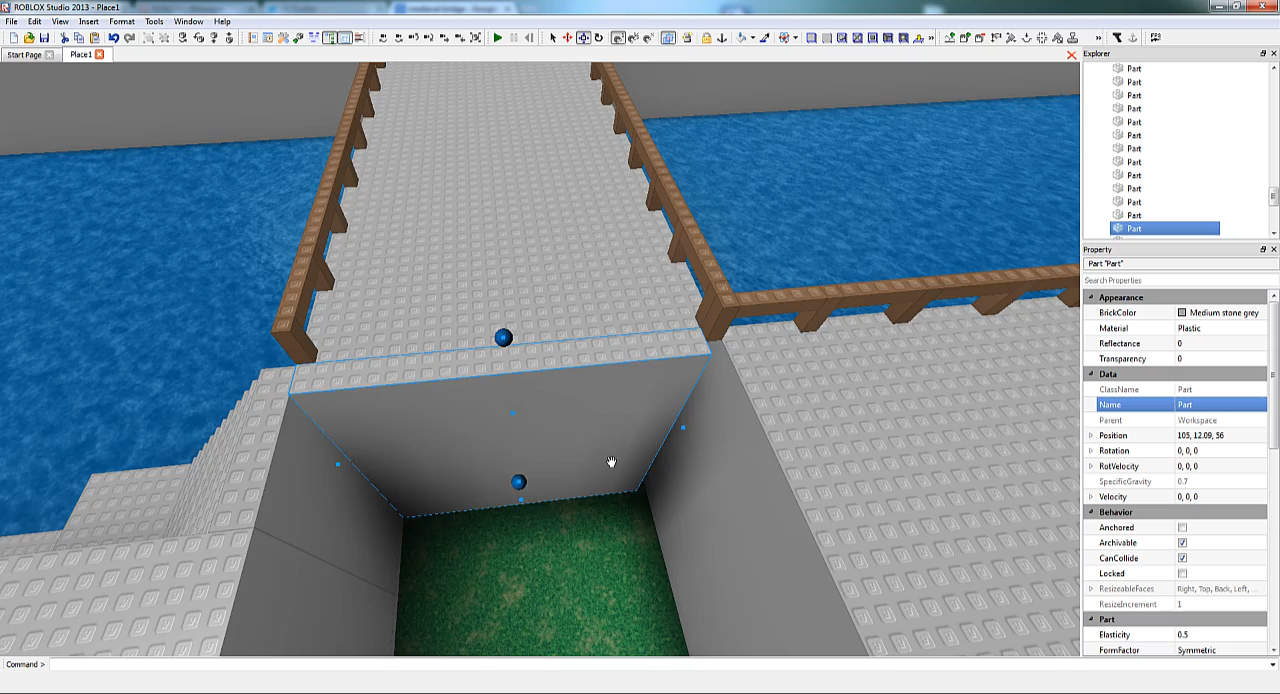 ROBLOX Studio 2013 - Place1
File Edit View Insert Format Tools Window Help
Start Page
Place1
Explorer
Part
Part
Part
Part
Part
Part
Part
Part
Part
Part
Part
Part
Part
Property
Part "Part"
Search Properties
Appearance
BrickColor Medium stone grey
Material Plastic
Reflectance 0
Transparency 0
Data
ClassName Part
Name Part
Parent Workspace
Position 105, 12.09, 56
Rotation 0, 0, 0
RotVelocity 0, 0, 0
SpecificGravity 0.7
Velocity 0, 0, 0
Behavior
Anchored
Archivable
CanCollide
Locked
ResizeableFaces Right, Top, Back, Left, ...
ResizeIncrement 1
Part
Elasticity 0.5
FormFactor Symmetric
Command >